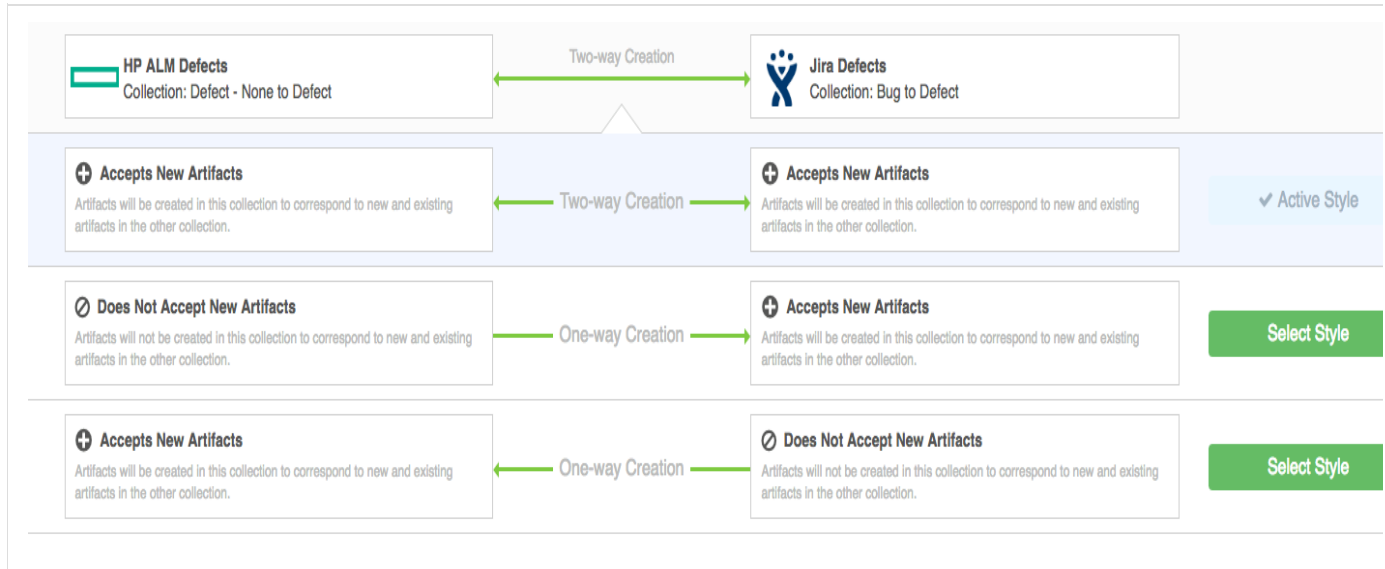 HP ALM Defects
Collection: Defect - None to Defect
Two-way Creation
Jira Defects
Collection: Bug to Defect
Accepts New Artifacts
Artifacts will be created in this collection to correspond to new and existing
artifacts in the other collection.
Two-way Creation
Accepts New Artifacts
Artifacts will be created in this collection to correspond to new and existing
artifacts in the other collection.
Active Style
Does Not Accept New Artifacts
Artifacts will not be created in this collection to correspond to new and existing
artifacts in the other collection.
One-way Creation
Accepts New Artifacts
Artifacts will be created in this collection to correspond to new and existing
artifacts in the other collection.
Select Style
Accepts New Artifacts
Artifacts will be created in this collection to correspond to new and existing
artifacts in the other collection.
One-way Creation
Does Not Accept New Artifacts
Artifacts will not be created in this collection to correspond to new and existing
artifacts in the other collection.
Select Style